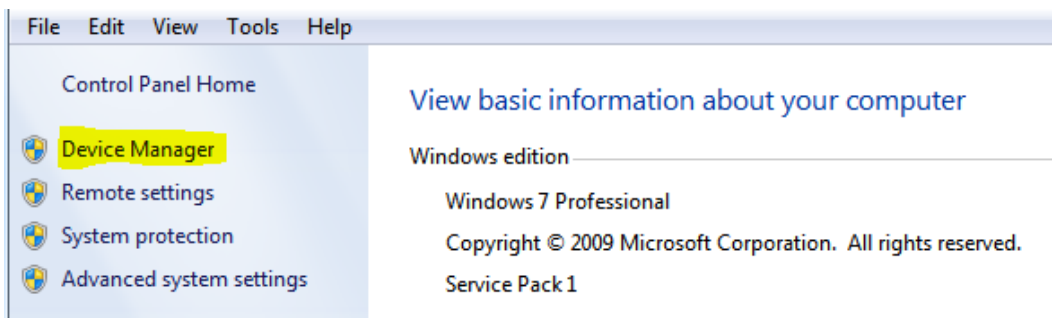 File Edit View Tools Help
Control Panel Home
Device Manager
Remote settings
System protection
Advanced system settings
View basic information about your computer
Windows edition
Windows 7 Professional
Copyright © 2009 Microsoft Corporation. All rights reserved.
Service Pack 1